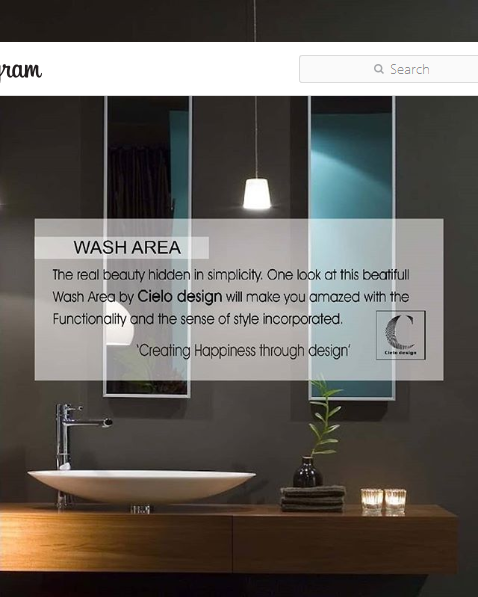 gram
Search
WASH AREA
The real beauty hidden in simplicity. One look at this beatifull
Wash Area by Cielo design will make you amazed with the
Functionality and the sense of style incorporated.
'Creating Happiness through design'
Cielo design